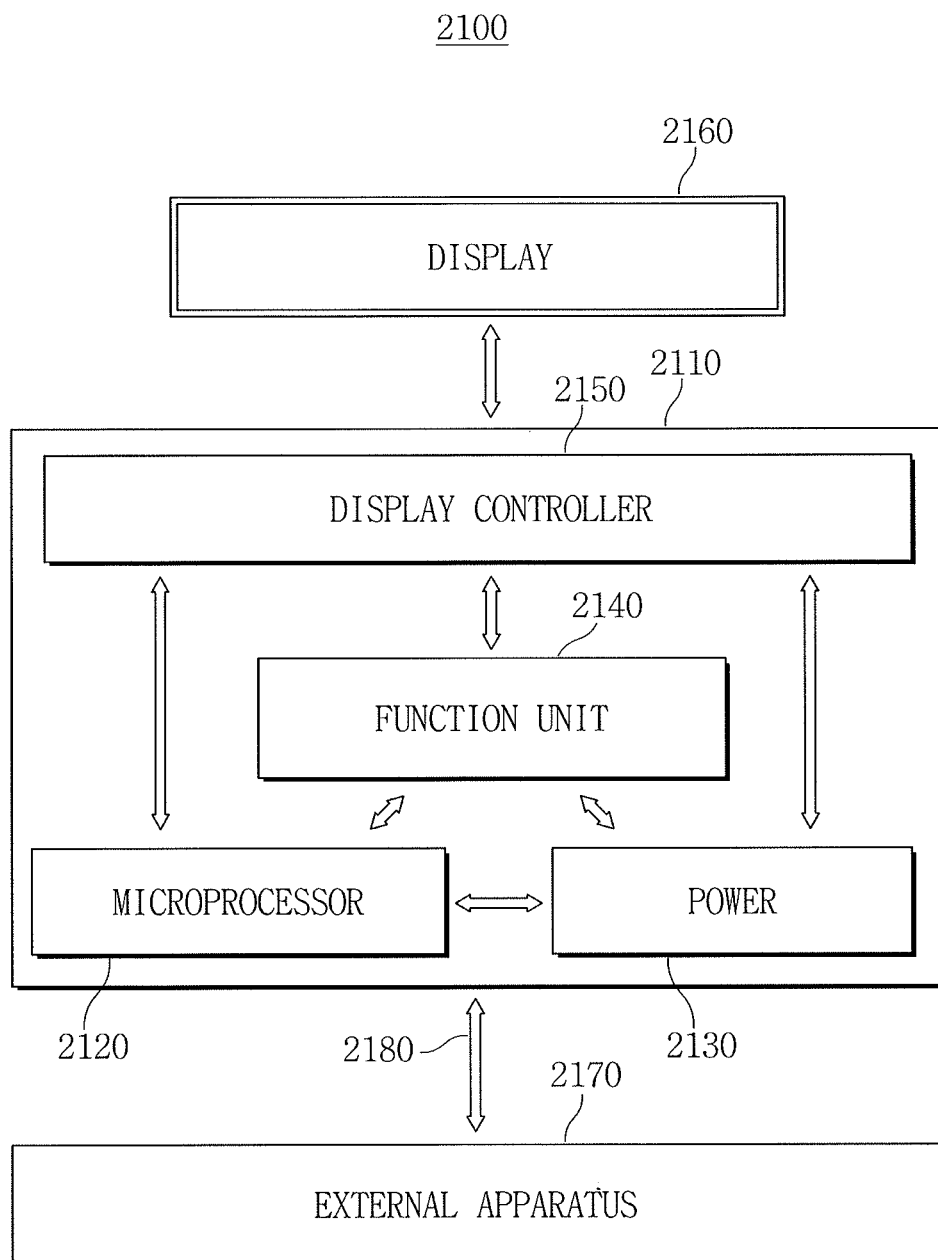 2100
2160
DISPLAY
2110
2150
DISPLAY CONTROLLER
2140
FUNCTION UNIT
MICROPROCESSOR
POWER
2120
2180
2130
2170
EXTERNAL APPARATUS